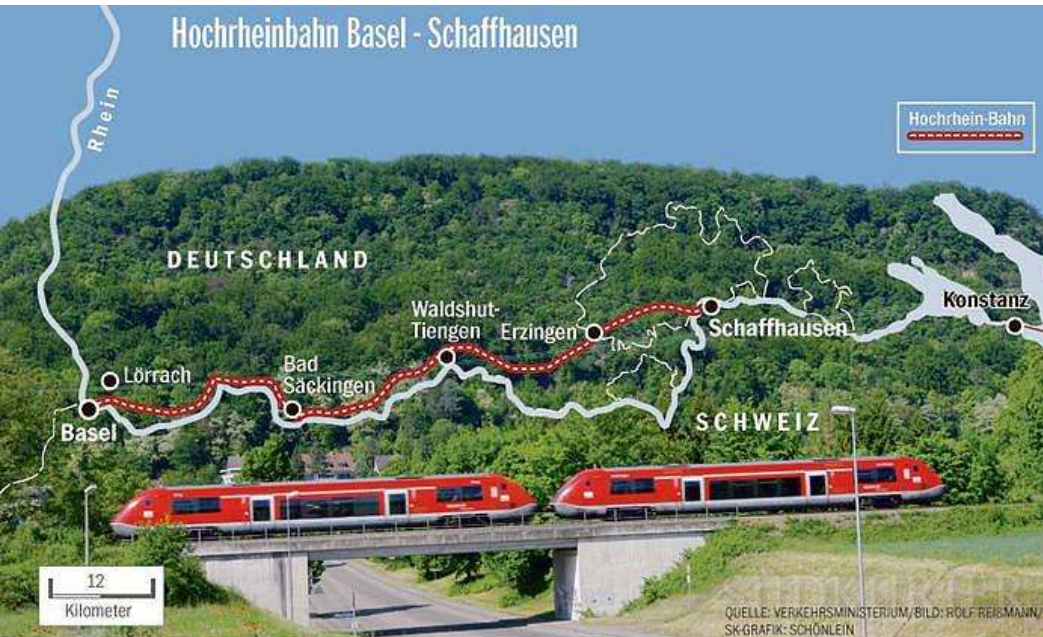 Hochrheinbahn Basel - Schaffhausen
Rhein
Hochrhein-Bahn
DEUTSCHLAND
Waldshut-
Tiengen
Erzingen
Schaffhausen
Konstanz
Lörrach
Bad
Säckingen
Basel
SCHWEIZ
12
Kilometer
QUELLE: VERKEHRSMINISTERIUM/BILD: ROLF REIßMANN/
SK-GRAFIK: SCHÖNLEIN